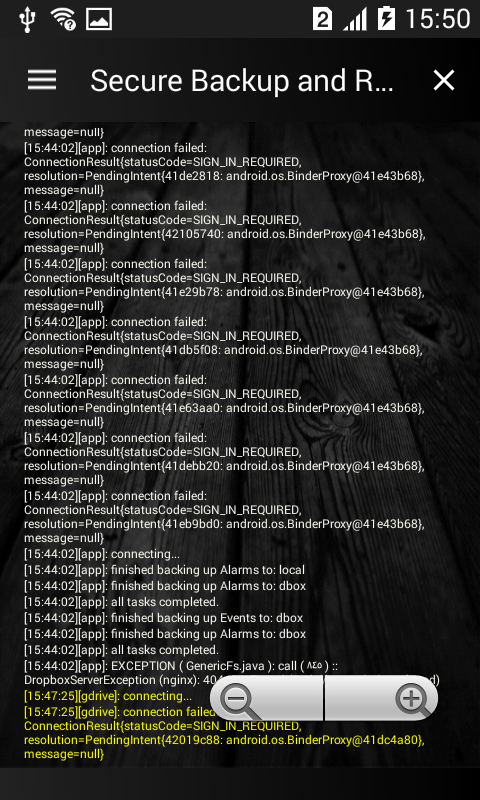 2
15:50
Secure Backup and R...
message=null}
[15:44:02][app]: connection failed:
ConnectionResult{statusCode=SIGN_IN_REQUIRED,
resolution=PendingIntent{41de2818: android.os.BinderProxy@41e43b68},
message=null}
[15:44:02][app]: connection failed:
ConnectionResult{statusCode=SIGN_IN_REQUIRED,
resolution=PendingIntent{42105740: android.os.BinderProxy@41e43b68},
message=null}
[15:44:02][app]: connection failed:
ConnectionResult{statusCode=SIGN_IN_REQUIRED,
resolution=PendingIntent{41e29b78: android.os.BinderProxy@41e43b68},
message=null}
[15:44:02][app]: connection failed:
ConnectionResult{statusCode=SIGN_IN_REQUIRED,
resolution=PendingIntent{41db5f08: android.os.BinderProxy@41e43b68},
message=null}
[15:44:02][app]: connection failed:
ConnectionResult{statusCode=SIGN_IN_REQUIRED,
resolution=PendingIntent{41e63aa0: android.os.BinderProxy@41e43b68},
message=null}
[15:44:02][app]: connection failed:
ConnectionResult{statusCode=SIGN_IN_REQUIRED,
resolution=PendingIntent{41debb20: android.os.BinderProxy@41e43b68},
message=null}
[15:44:02][app]: connection failed:
ConnectionResult{statusCode=SIGN_IN_REQUIRED,
resolution=PendingIntent{41eb9bd0: android.os.BinderProxy@41e43b68},
message=null}
[15:44:02][app]: connecting...
[15:44:02][app]: finished backing up Alarms to: local
[15:44:02][app]: finished backing up Alarms to: dbox
[15:44:02][app]: all tasks completed.
[15:44:02][app]: finished backing up Events to: dbox
[15:44:02][app]: finished backing up Alarms to: dbox
[15:44:02][app]: all tasks completed.
[15:44:02][app]: EXCEPTION ( GenericFs.java ): call ( ٨٤٥ ) ::
DropboxServerException (nginx): 404
[15:47:25][gdrive]: connecting...
[15:47:25][gdrive]: connection failed
ConnectionResult{statusCode=SIGN_IN_REQUIRED,
resolution=PendingIntent{42019c88: android.os.BinderProxy@41dc4a80},
message=null}